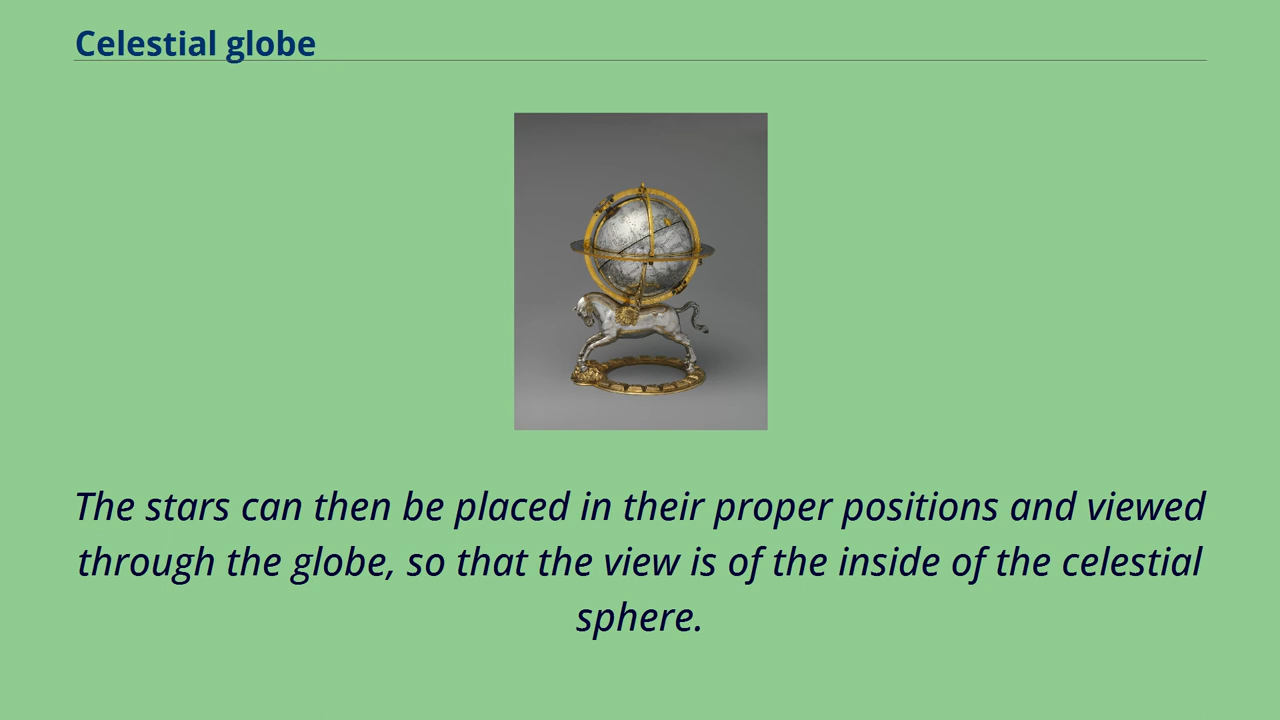 Celestial globe
The stars can then be placed in their proper positions and viewed
through the globe, so that the view is of the inside of the celestial
sphere.